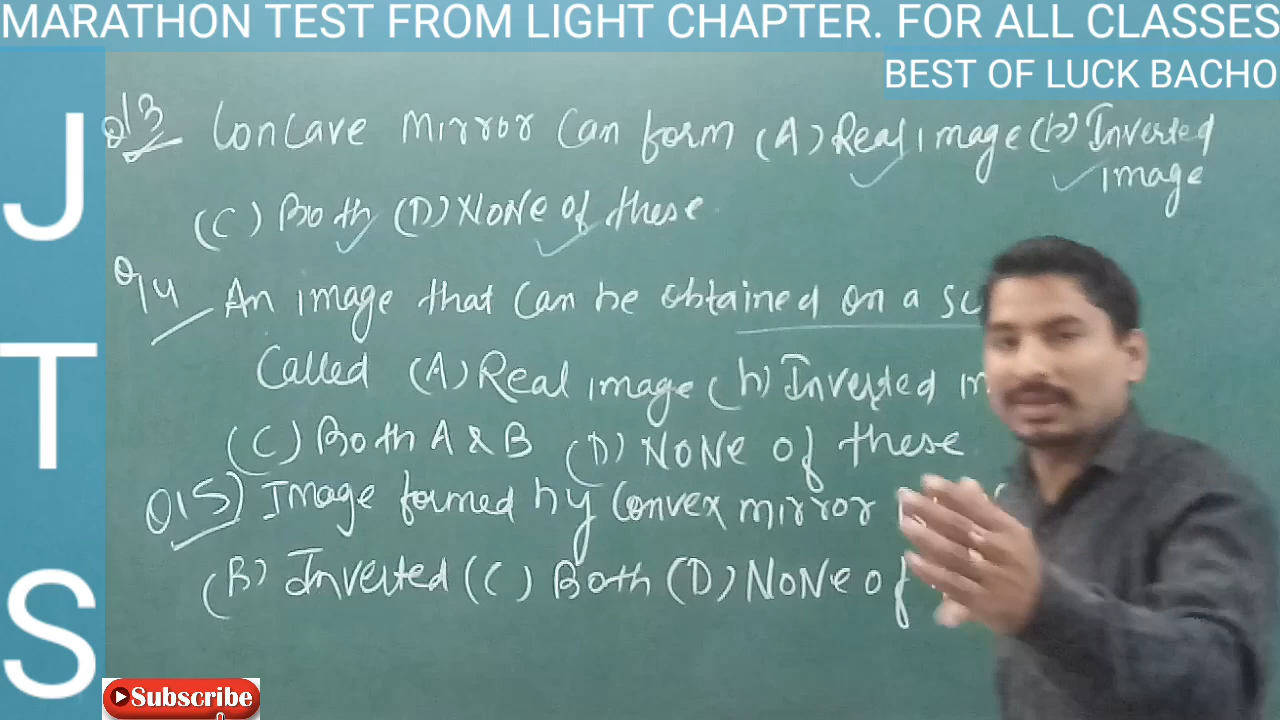 MARATHON TEST FROM LIGHT CHAPTER. FOR ALL CLASSES
BEST OF LUCK BACHO
JTS
Q13 Concave mirror can form (A) Real image (b) Inverted
image
(C) Both (D) NONE of these
Q14 An image that can be obtained on a
Called (A) Real image (b) Inverted
(C) Both A & B (D) NONE of these
Q15) Image formed by Convex mirror
(B) Inverted (C) Both (D) NONE of
Subscribe